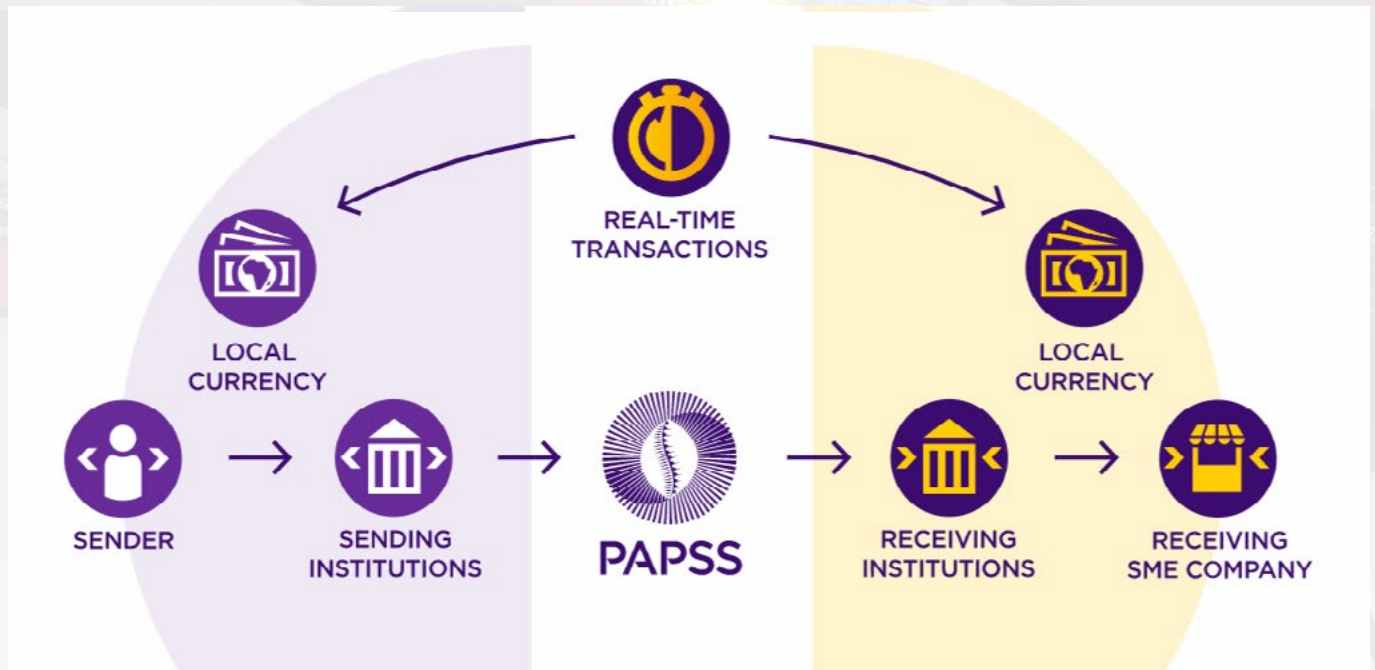 REAL-TIME
TRANSACTIONS
LOCAL
CURRENCY
LOCAL
CURRENCY
SENDER
SENDING
INSTITUTIONS
PAPSS
RECEIVING
INSTITUTIONS
RECEIVING
SME COMPANY